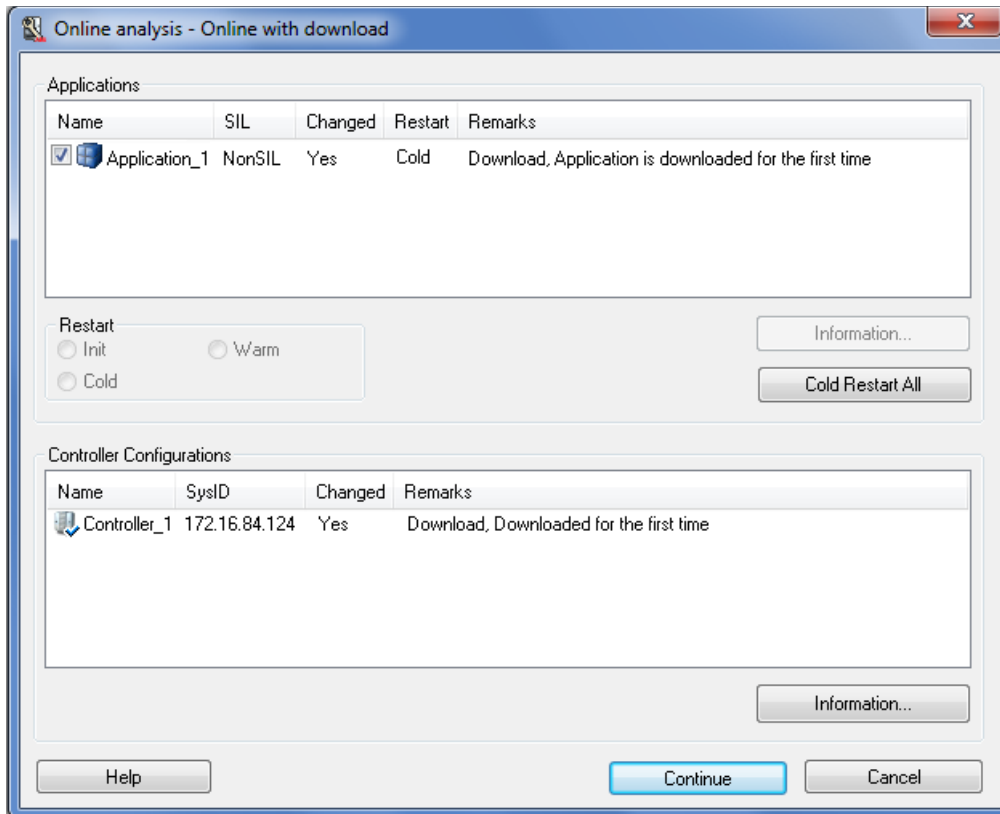 Online analysis - Online with download
Applications
Name SIL Changed Restart Remarks
Application_1 NonSIL Yes Cold Download, Application is downloaded for the first time
Restart
Init Warm Information...
Cold Cold Restart All
Controller Configurations
Name SysID Changed Remarks
Controller_1 172.16.84.124 Yes Download, Downloaded for the first time
Information...
Help Continue Cancel